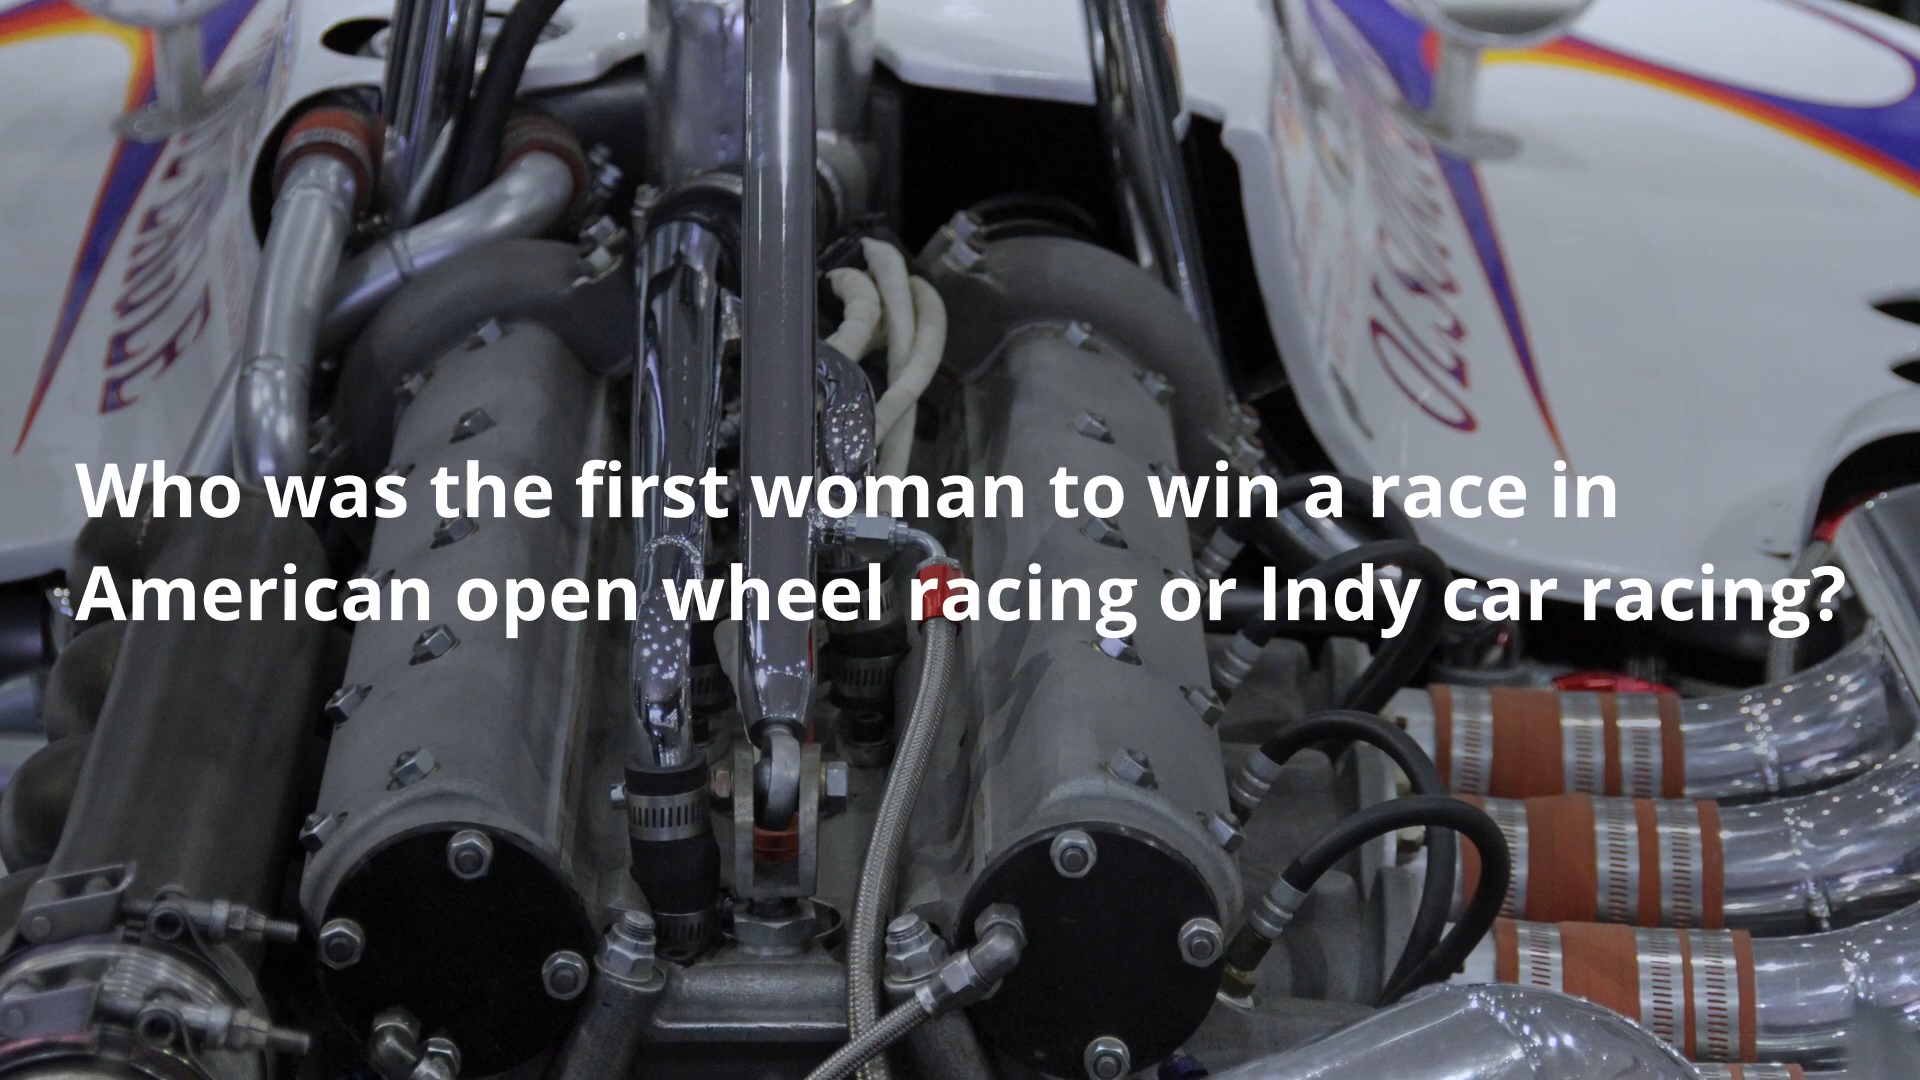 Who was the first woman to win a race in
American open wheel racing or Indy car racing?